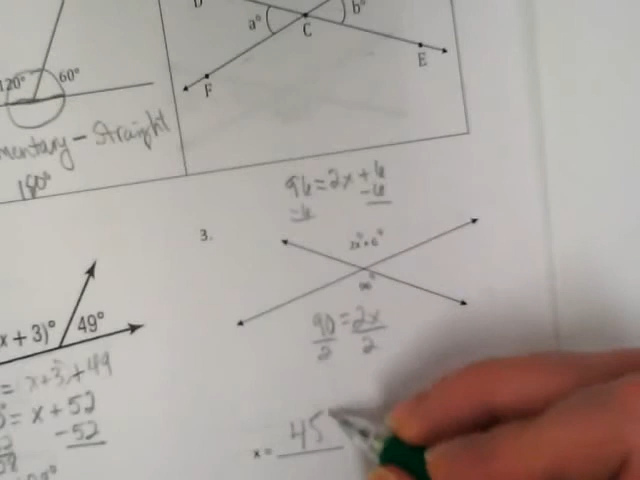 D
a°
b°
C
E
F
120°
60°
mentary - Straight
180°
96 = 2x + 6
-6 -6
3.
2x° + 6°
96°
90 = 2x
2 2
x + 3)°
49°
= x + 3 + 49
= x + 52
-52
x = 45